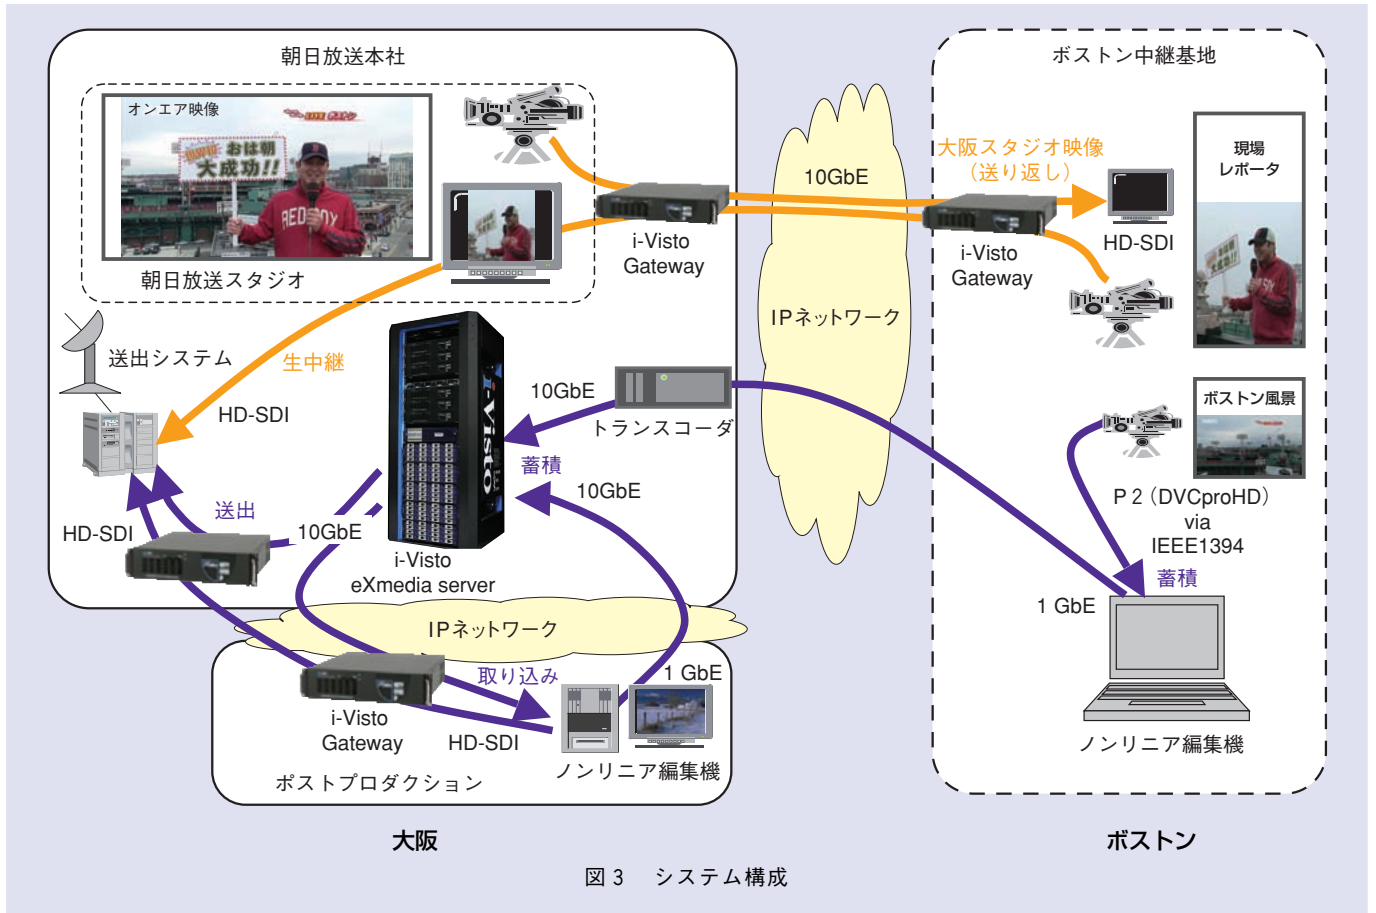 朝日放送本社
オンエア映像
おは朝
大成功!!
朝日放送スタジオ
i-Visto
Gateway
10GbE
IPネットワーク
ボストン中継基地
大阪スタジオ映像
（送り返し）
HD-SDI
i-Visto
Gateway
現場
レポータ
送出システム
生中継
HD-SDI
i-Visto
10GbE
トランスコーダ
蓄積
10GbE
i-Visto
eXmedia server
HD-SDI
送出
10GbE
ボストン風景
P 2（DVCproHD）
via
IEEE1394
蓄積
1 GbE
ノンリニア編集機
IPネットワーク
取り込み
1 GbE
i-Visto
Gateway
HD-SDI
ノンリニア編集機
ポストプロダクション
大阪
ボストン
図 3　システム構成